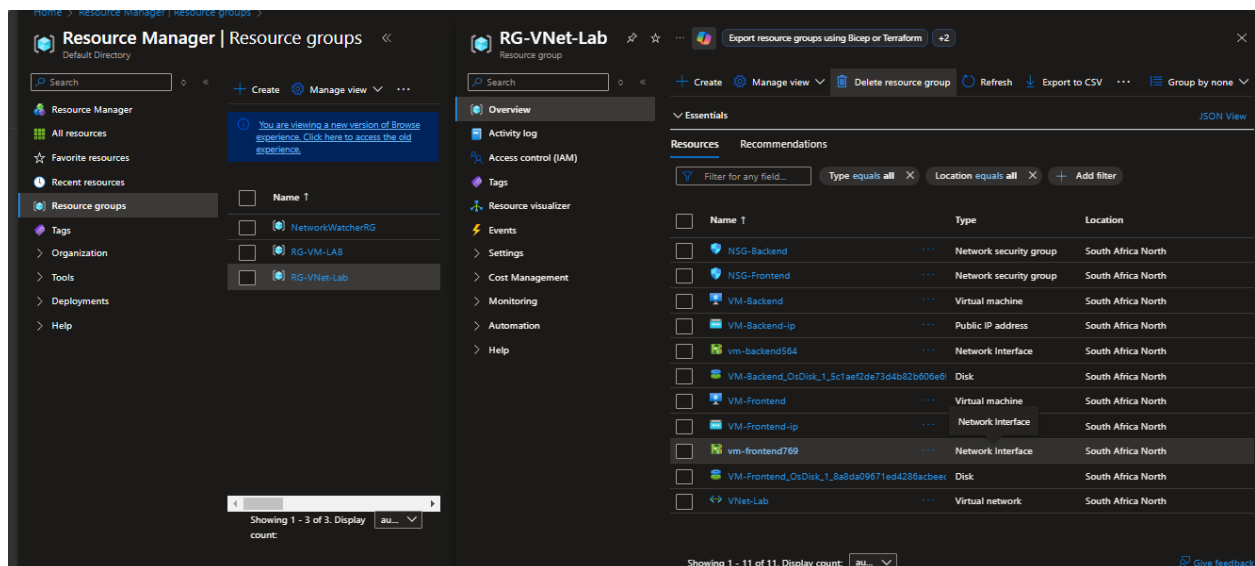 Home > Resource Manager | Resource groups >
Resource Manager | Resource groups «
Default Directory
Search
«
Resource Manager
All resources
Favorite resources
Recent resources
Resource groups
Tags
> Organization
> Tools
> Deployments
> Help
+ Create Manage view ···
You are viewing a new version of Browse
experience. Click here to access the old
experience.
Name ↑
NetworkWatcherRG
RG-VM-LAB
RG-VNet-Lab
Showing 1 - 3 of 3. Display au...
count:
RG-VNet-Lab ···
Resource group
Export resource groups using Bicep or Terraform +2
Search
«
Overview
Activity log
Access control (IAM)
Tags
Resource visualizer
Events
> Settings
> Cost Management
> Monitoring
> Automation
> Help
+ Create Manage view Delete resource group Refresh Export to CSV ··· Group by none
Essentials JSON View
Resources Recommendations
Filter for any field... Type equals all × Location equals all × + Add filter
Name ↑ Type Location
NSG-Backend ··· Network security group South Africa North
NSG-Frontend ··· Network security group South Africa North
VM-Backend ··· Virtual machine South Africa North
VM-Backend-ip ··· Public IP address South Africa North
vm-backend564 ··· Network Interface South Africa North
Disk South Africa North
VM-Frontend ··· Virtual machine South Africa North
VM-Frontend-ip ··· Network Interface South Africa North
vm-frontend769 ··· Network Interface South Africa North
Disk South Africa North
VNet-Lab ··· Virtual network South Africa North
Showing 1 - 11 of 11. Display count: au...
Give feedback